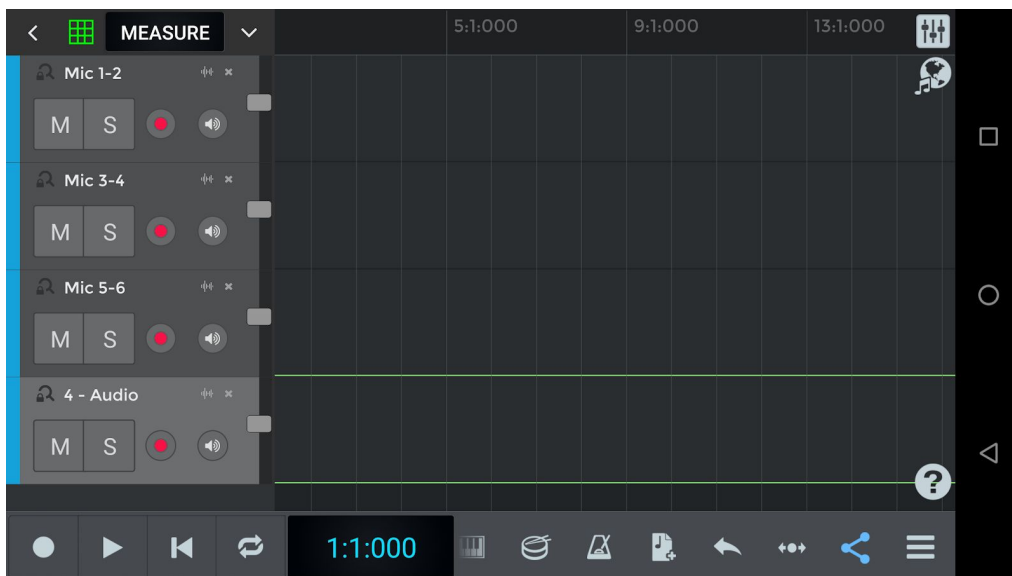 MEASURE
5:1:000 9:1:000 13:1:000
Mic 1-2
M S
Mic 3-4
M S
Mic 5-6
M S
4 - Audio
M S
?
1:1:000